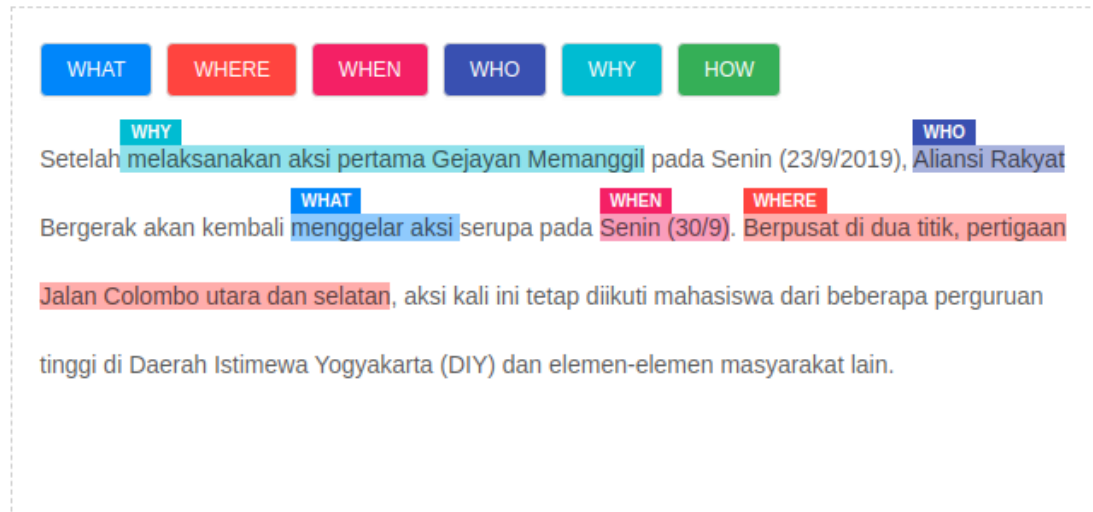 WHAT WHERE WHEN WHO WHY HOW
WHY WHO
Setelah melaksanakan aksi pertama Gejayan Memanggil pada Senin (23/9/2019), Aliansi Rakyat
WHAT WHEN WHERE
Bergerak akan kembali menggelar aksi serupa pada Senin (30/9). Berpusat di dua titik, pertigaan
Jalan Colombo utara dan selatan, aksi kali ini tetap diikuti mahasiswa dari beberapa perguruan
tinggi di Daerah Istimewa Yogyakarta (DIY) dan elemen-elemen masyarakat lain.